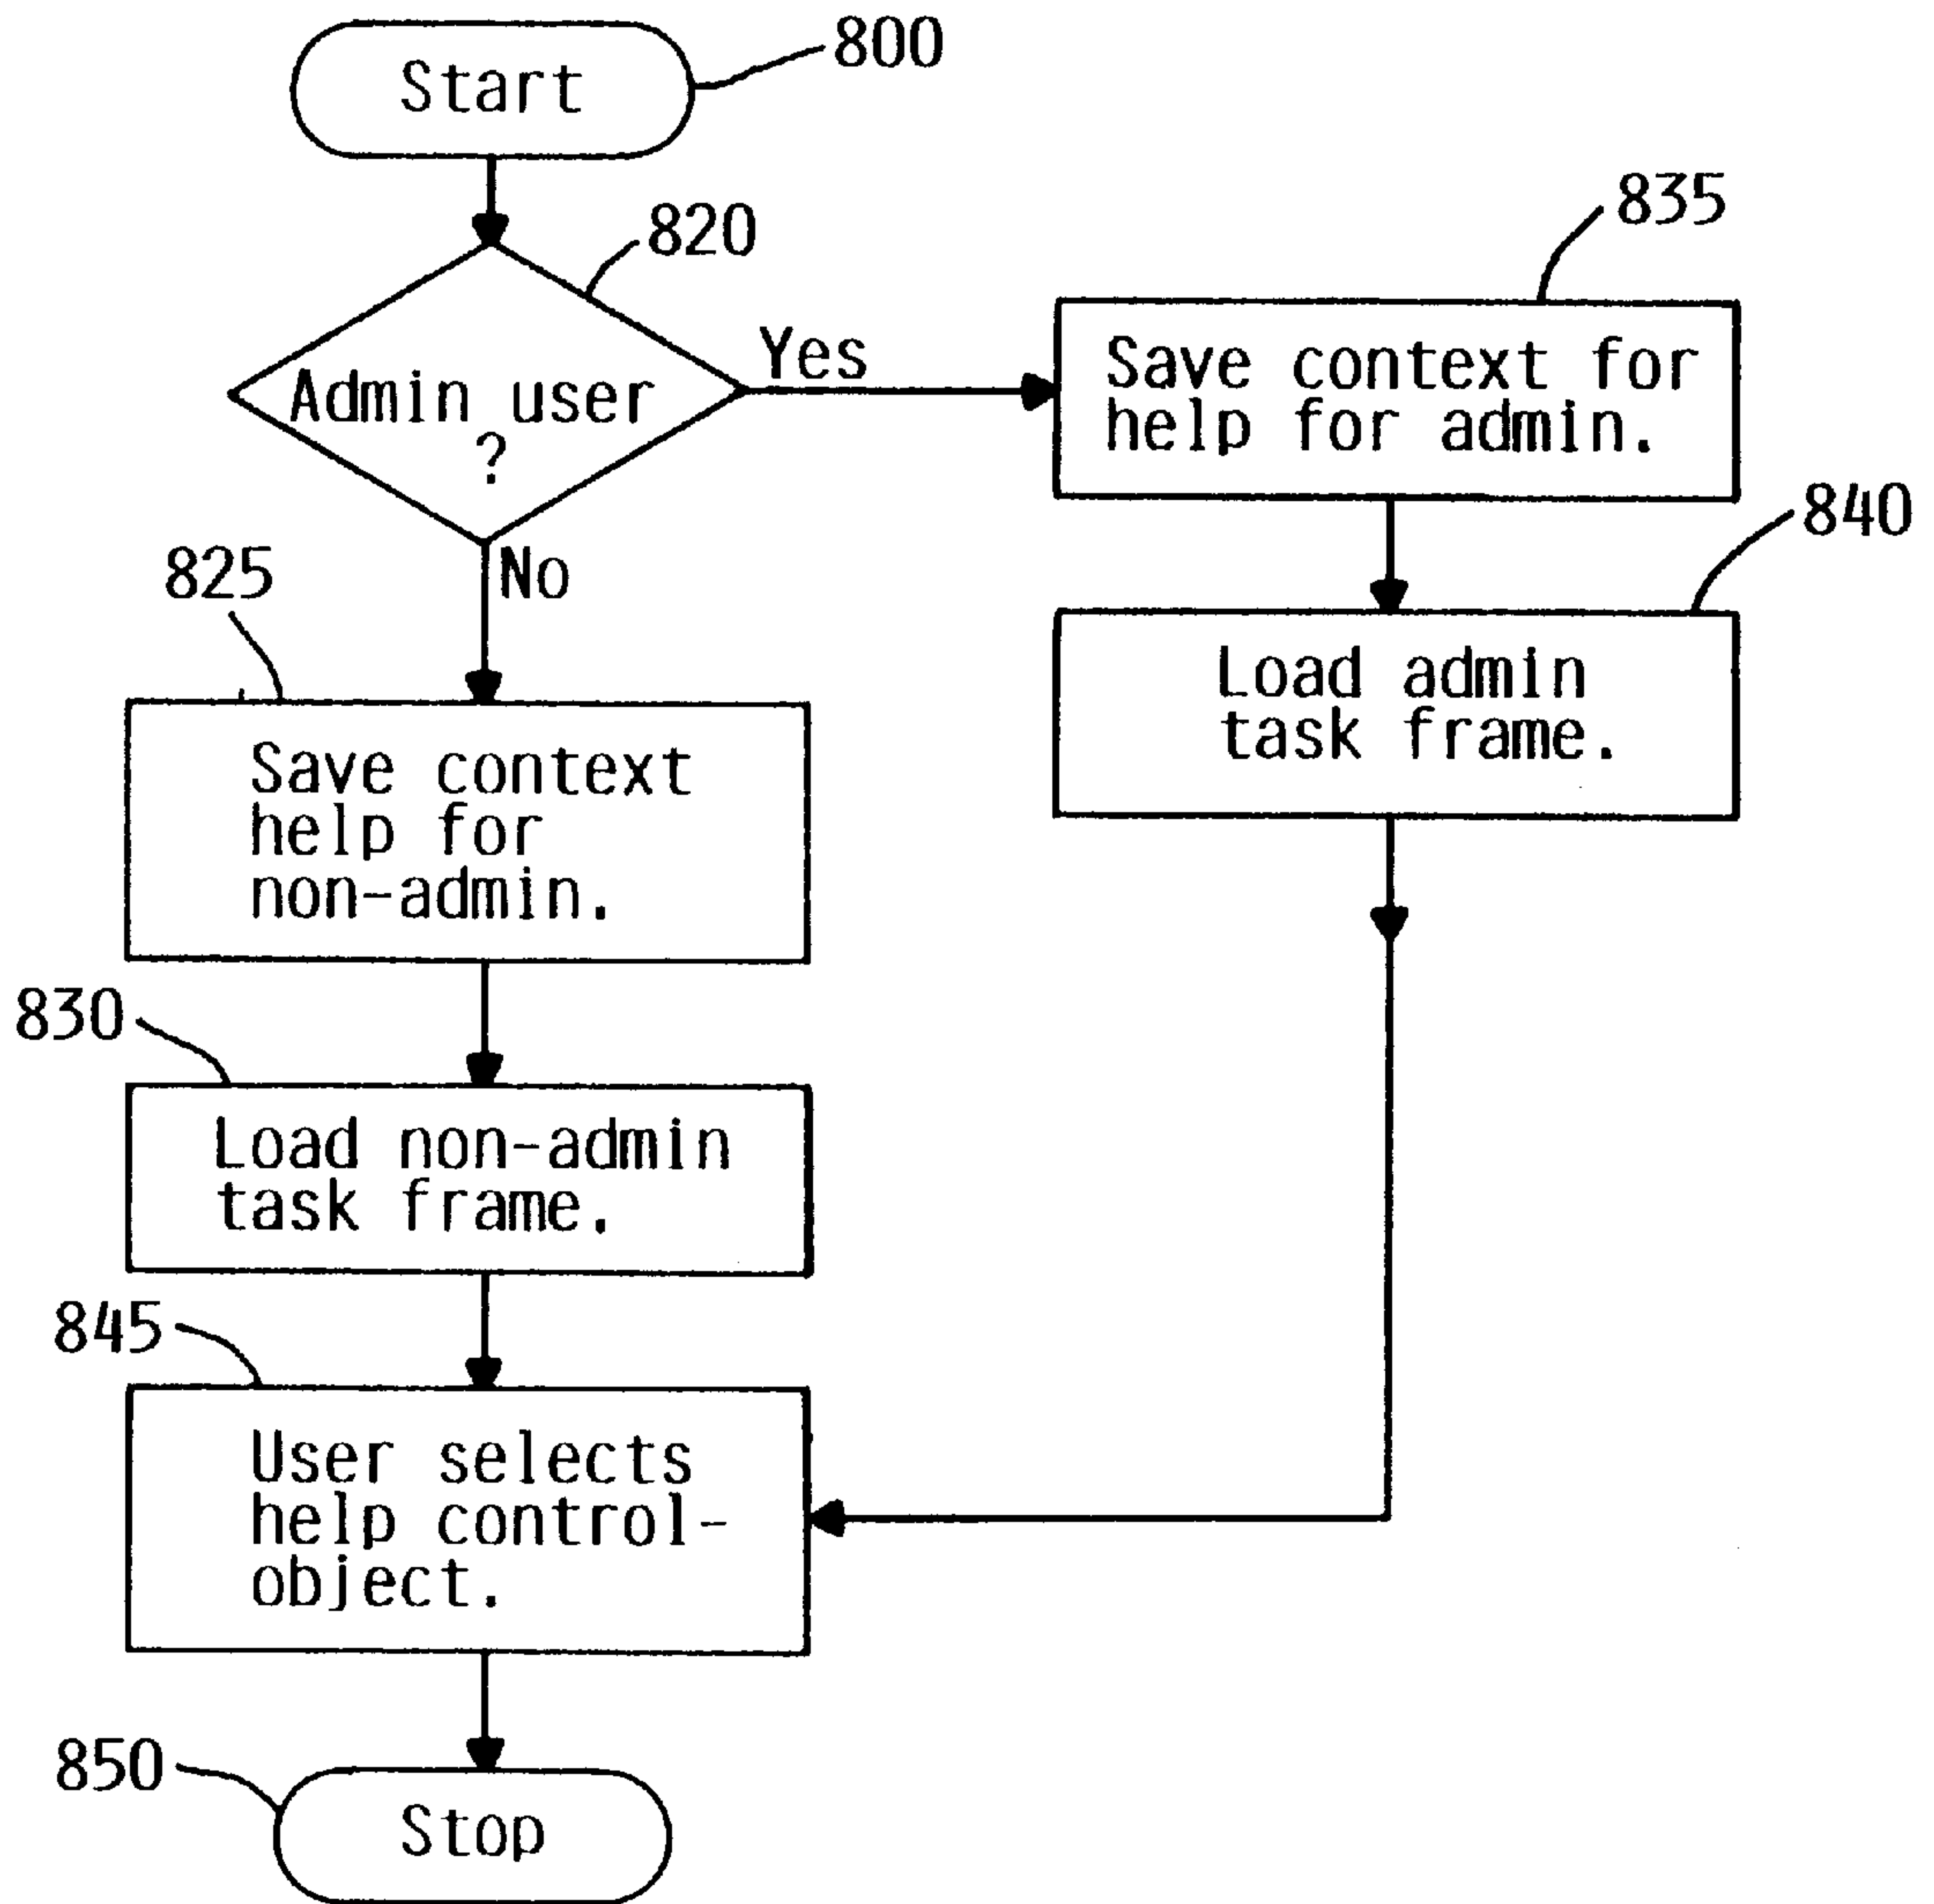 Start
800
820
Admin user
?
Yes
No
835
Save context for
help for admin.
840
Load admin
task frame.
825
Save context
help for
non-admin.
830
Load non-admin
task frame.
845
User selects
help control-
object.
850
Stop